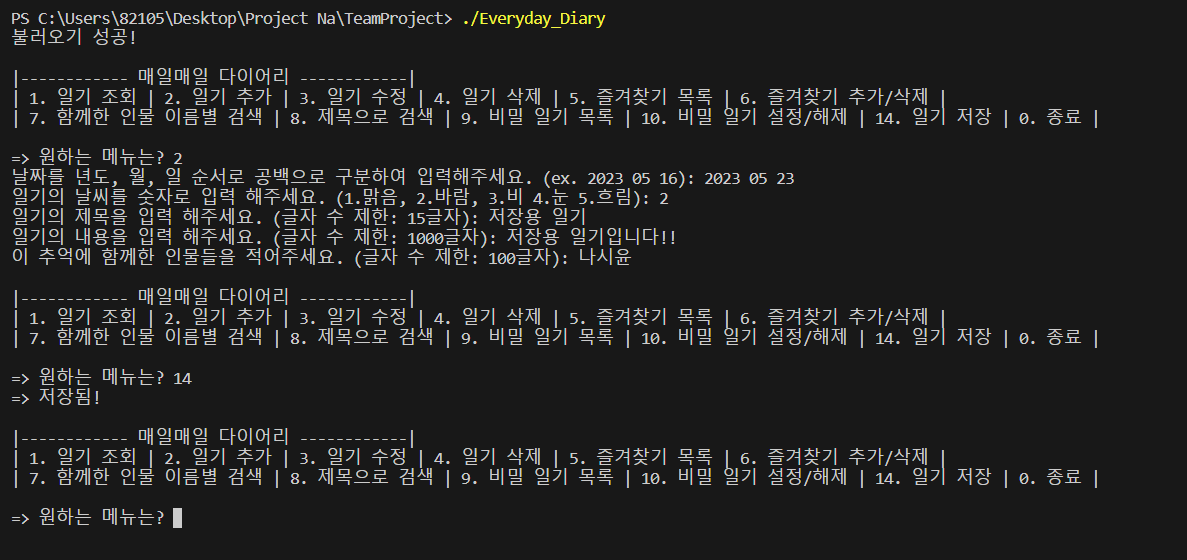 PS C:\Users\82105\Desktop\Project Na\TeamProject> ./Everyday_Diary
불러오기 성공!
|------------ 매일매일 다이어리 ------------|
| 1. 일기 조회 | 2. 일기 추가 | 3. 일기 수정 | 4. 일기 삭제 | 5. 즐겨찾기 목록 | 6. 즐겨찾기 추가/삭제 |
| 7. 함께한 인물 이름별 검색 | 8. 제목으로 검색 | 9. 비밀 일기 목록 | 10. 비밀 일기 설정/해제 | 14. 일기 저장 | 0. 종료 |
=> 원하는 메뉴는? 2
날짜를 년도, 월, 일 순서로 공백으로 구분하여 입력해주세요. (ex. 2023 05 16): 2023 05 23
일기의 날씨를 숫자로 입력 해주세요. (1.맑음, 2.바람, 3.비 4.눈 5.흐림): 2
일기의 제목을 입력 해주세요. (글자 수 제한: 15글자): 저장용 일기
일기의 내용을 입력 해주세요. (글자 수 제한: 1000글자): 저장용 일기입니다!!
이 추억에 함께한 인물들을 적어주세요. (글자 수 제한: 100글자): 나시윤
|------------ 매일매일 다이어리 ------------|
| 1. 일기 조회 | 2. 일기 추가 | 3. 일기 수정 | 4. 일기 삭제 | 5. 즐겨찾기 목록 | 6. 즐겨찾기 추가/삭제 |
| 7. 함께한 인물 이름별 검색 | 8. 제목으로 검색 | 9. 비밀 일기 목록 | 10. 비밀 일기 설정/해제 | 14. 일기 저장 | 0. 종료 |
=> 원하는 메뉴는? 14
=> 저장됨!
|------------ 매일매일 다이어리 ------------|
| 1. 일기 조회 | 2. 일기 추가 | 3. 일기 수정 | 4. 일기 삭제 | 5. 즐겨찾기 목록 | 6. 즐겨찾기 추가/삭제 |
| 7. 함께한 인물 이름별 검색 | 8. 제목으로 검색 | 9. 비밀 일기 목록 | 10. 비밀 일기 설정/해제 | 14. 일기 저장 | 0. 종료 |
=> 원하는 메뉴는?